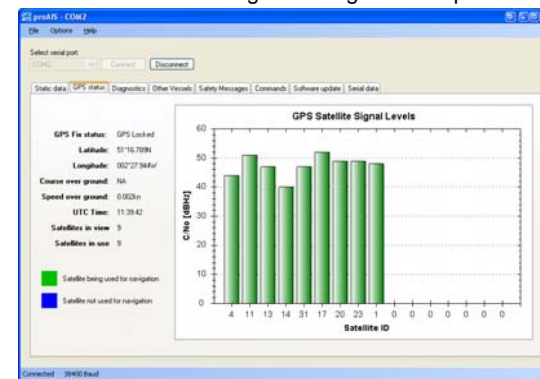 proAIS - COM2
File Options Help
Select serial port:
COM2 Connect Disconnect
Static data GPS status Diagnostics Other Vessels Safety Messages Commands Software update Serial data
GPS Satellite Signal Levels
GPS Fix status: GPS Locked
Latitude: 51°16.789N
Longitude: 002°27.944W
Course over ground: NA
Speed over ground: 0.002kn
UTC Time: 11:39:42
Satellites in view 9
Satellites in use 9
Satellite being used for navigation
Satellite not used for navigation
C/No [dBHz]
60
50
40
30
20
10
0
4 11 13 14 31 17 20 23 1 0 0 0 0 0
Satellite ID
Connected 38400 Baud